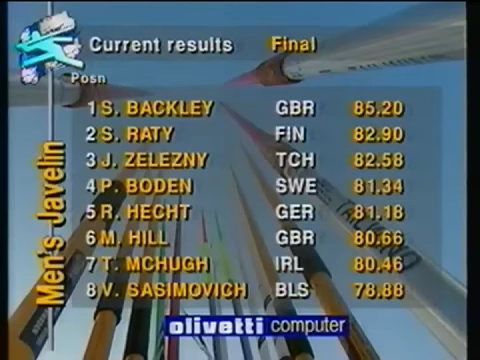 Current results Final
Posn
1 S. BACKLEY GBR 85.20
2 S. RATY FIN 82.90
3 J. ZELEZNY TCH 82.58
4 P. BODEN SWE 81.34
5 R. HECHT GER 81.18
6 M. HILL GBR 80.66
7 T. MCHUGH IRL 80.46
8 V. SASIMOVICH BLS 78.88
Men's Javelin
olivetti computer